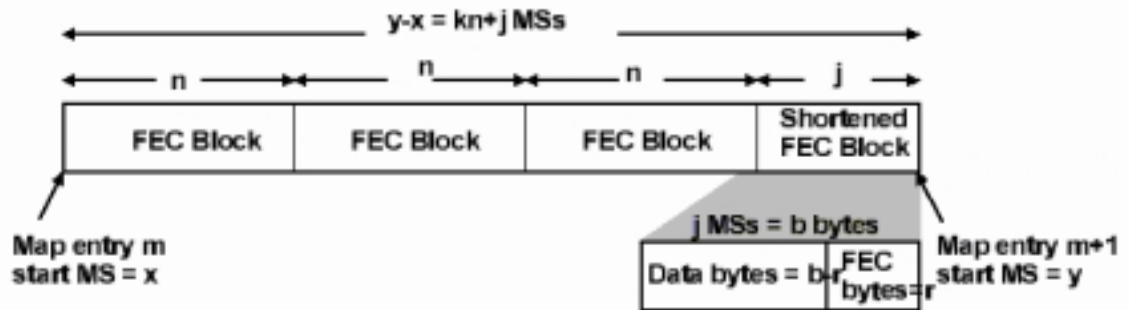 y-x = kn+j MSs
n n n j
FEC Block FEC Block FEC Block Shortened
FEC Block
j MSs = b bytes
Map entry m
start MS = x
Data bytes = b-r
FEC
bytes=r
Map entry m+1
start MS = y